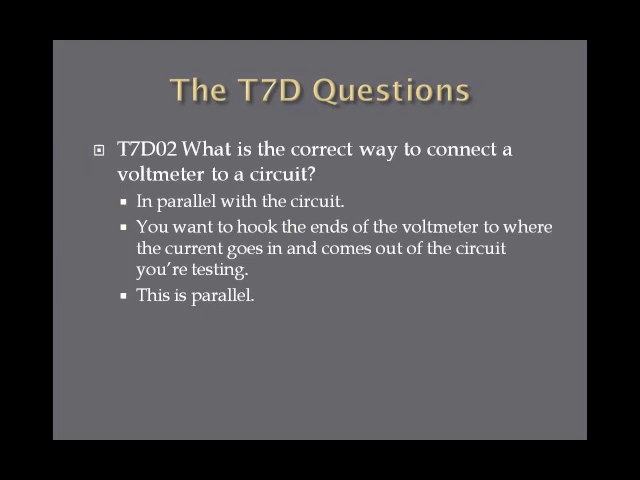 The T7D Questions
T7D02 What is the correct way to connect a
voltmeter to a circuit?
In parallel with the circuit.
You want to hook the ends of the voltmeter to where
the current goes in and comes out of the circuit
you're testing.
This is parallel.